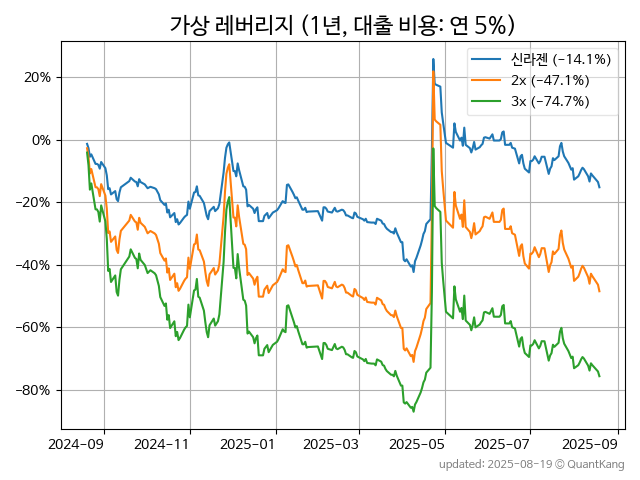 가상 레버리지 (1년, 대출 비용: 연 5%)
신라젠 (−14.1%)
2x (−47.1%)
3x (−74.7%)
20%
0%
−20%
−40%
−60%
−80%
2024-09
2024-11
2025-01
2025-03
2025-05
2025-07
2025-09
updated: 2025-08-19 © QuantKang